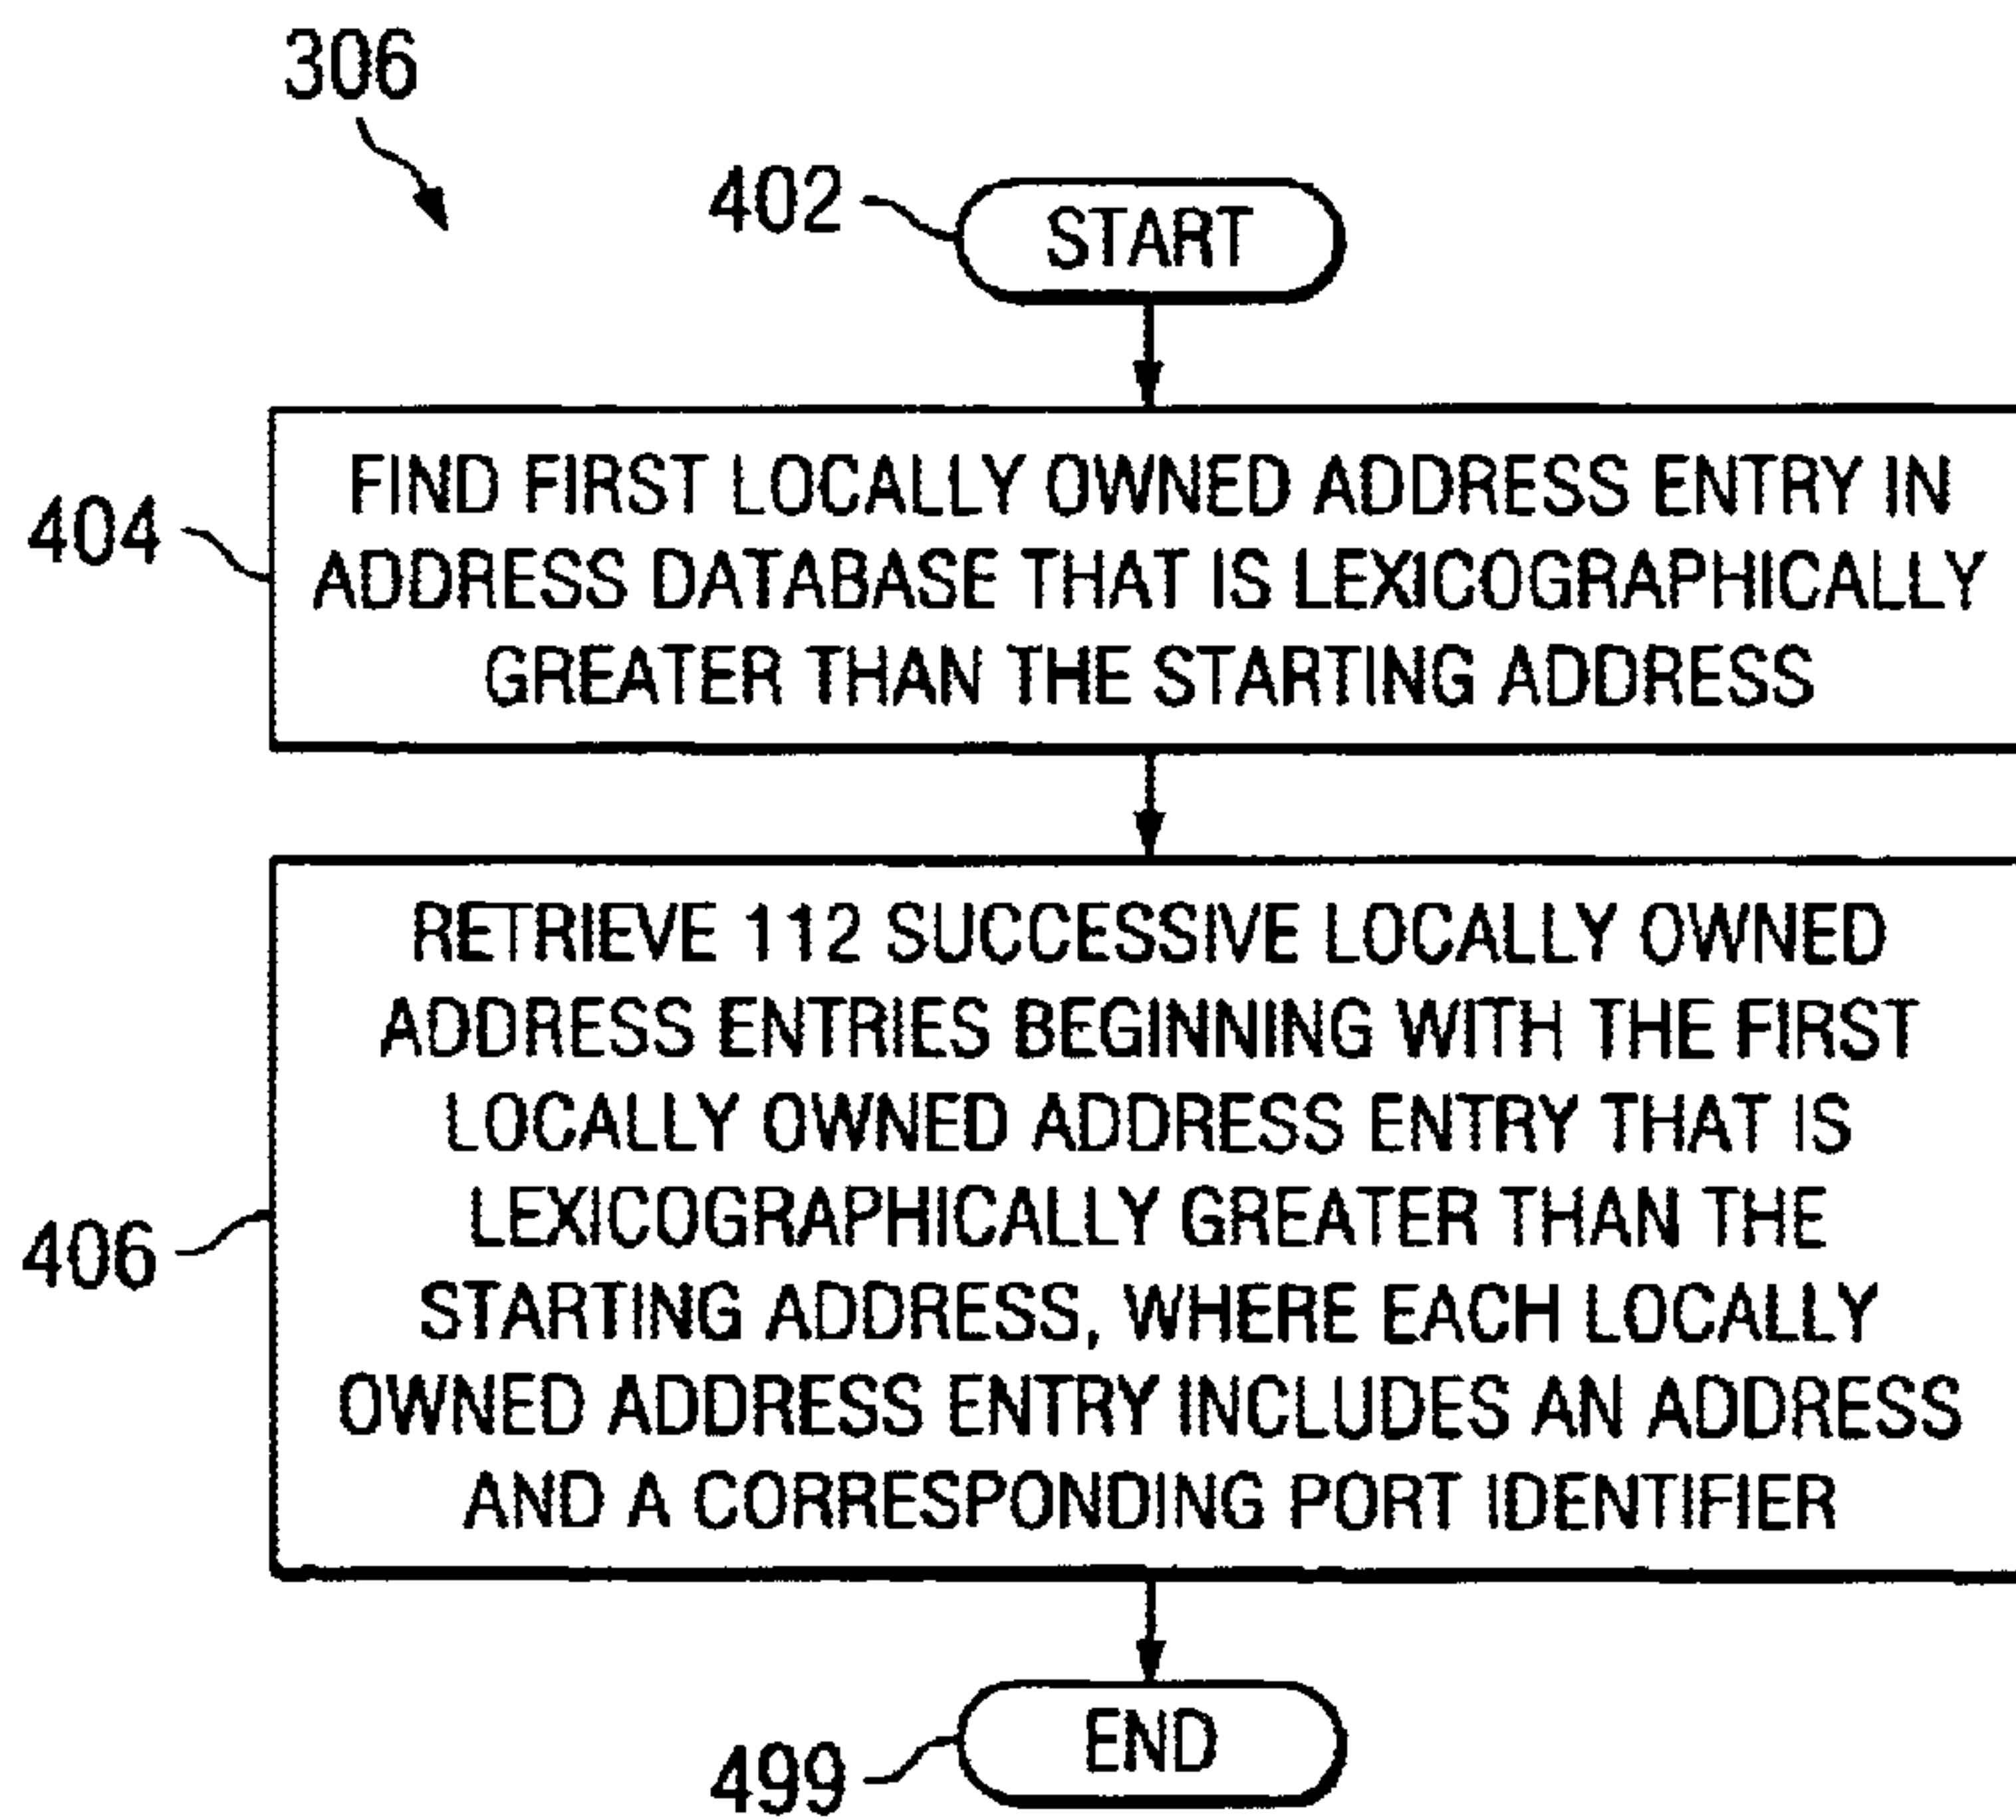 306
402
START
404
FIND FIRST LOCALLY OWNED ADDRESS ENTRY IN
ADDRESS DATABASE THAT IS LEXICOGRAPHICALLY
GREATER THAN THE STARTING ADDRESS
406
RETRIEVE 112 SUCCESSIVE LOCALLY OWNED
ADDRESS ENTRIES BEGINNING WITH THE FIRST
LOCALLY OWNED ADDRESS ENTRY THAT IS
LEXICOGRAPHICALLY GREATER THAN THE
STARTING ADDRESS, WHERE EACH LOCALLY
OWNED ADDRESS ENTRY INCLUDES AN ADDRESS
AND A CORRESPONDING PORT IDENTIFIER
499
END